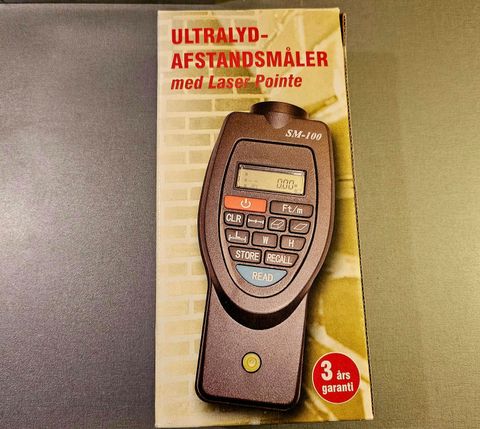 ULTRALYD-
AFSTANDSMÅLER
med Laser Pointe
SM-100
0.00
Ft/m
CLR
W H
STORE RECALL
READ
3 års
garanti